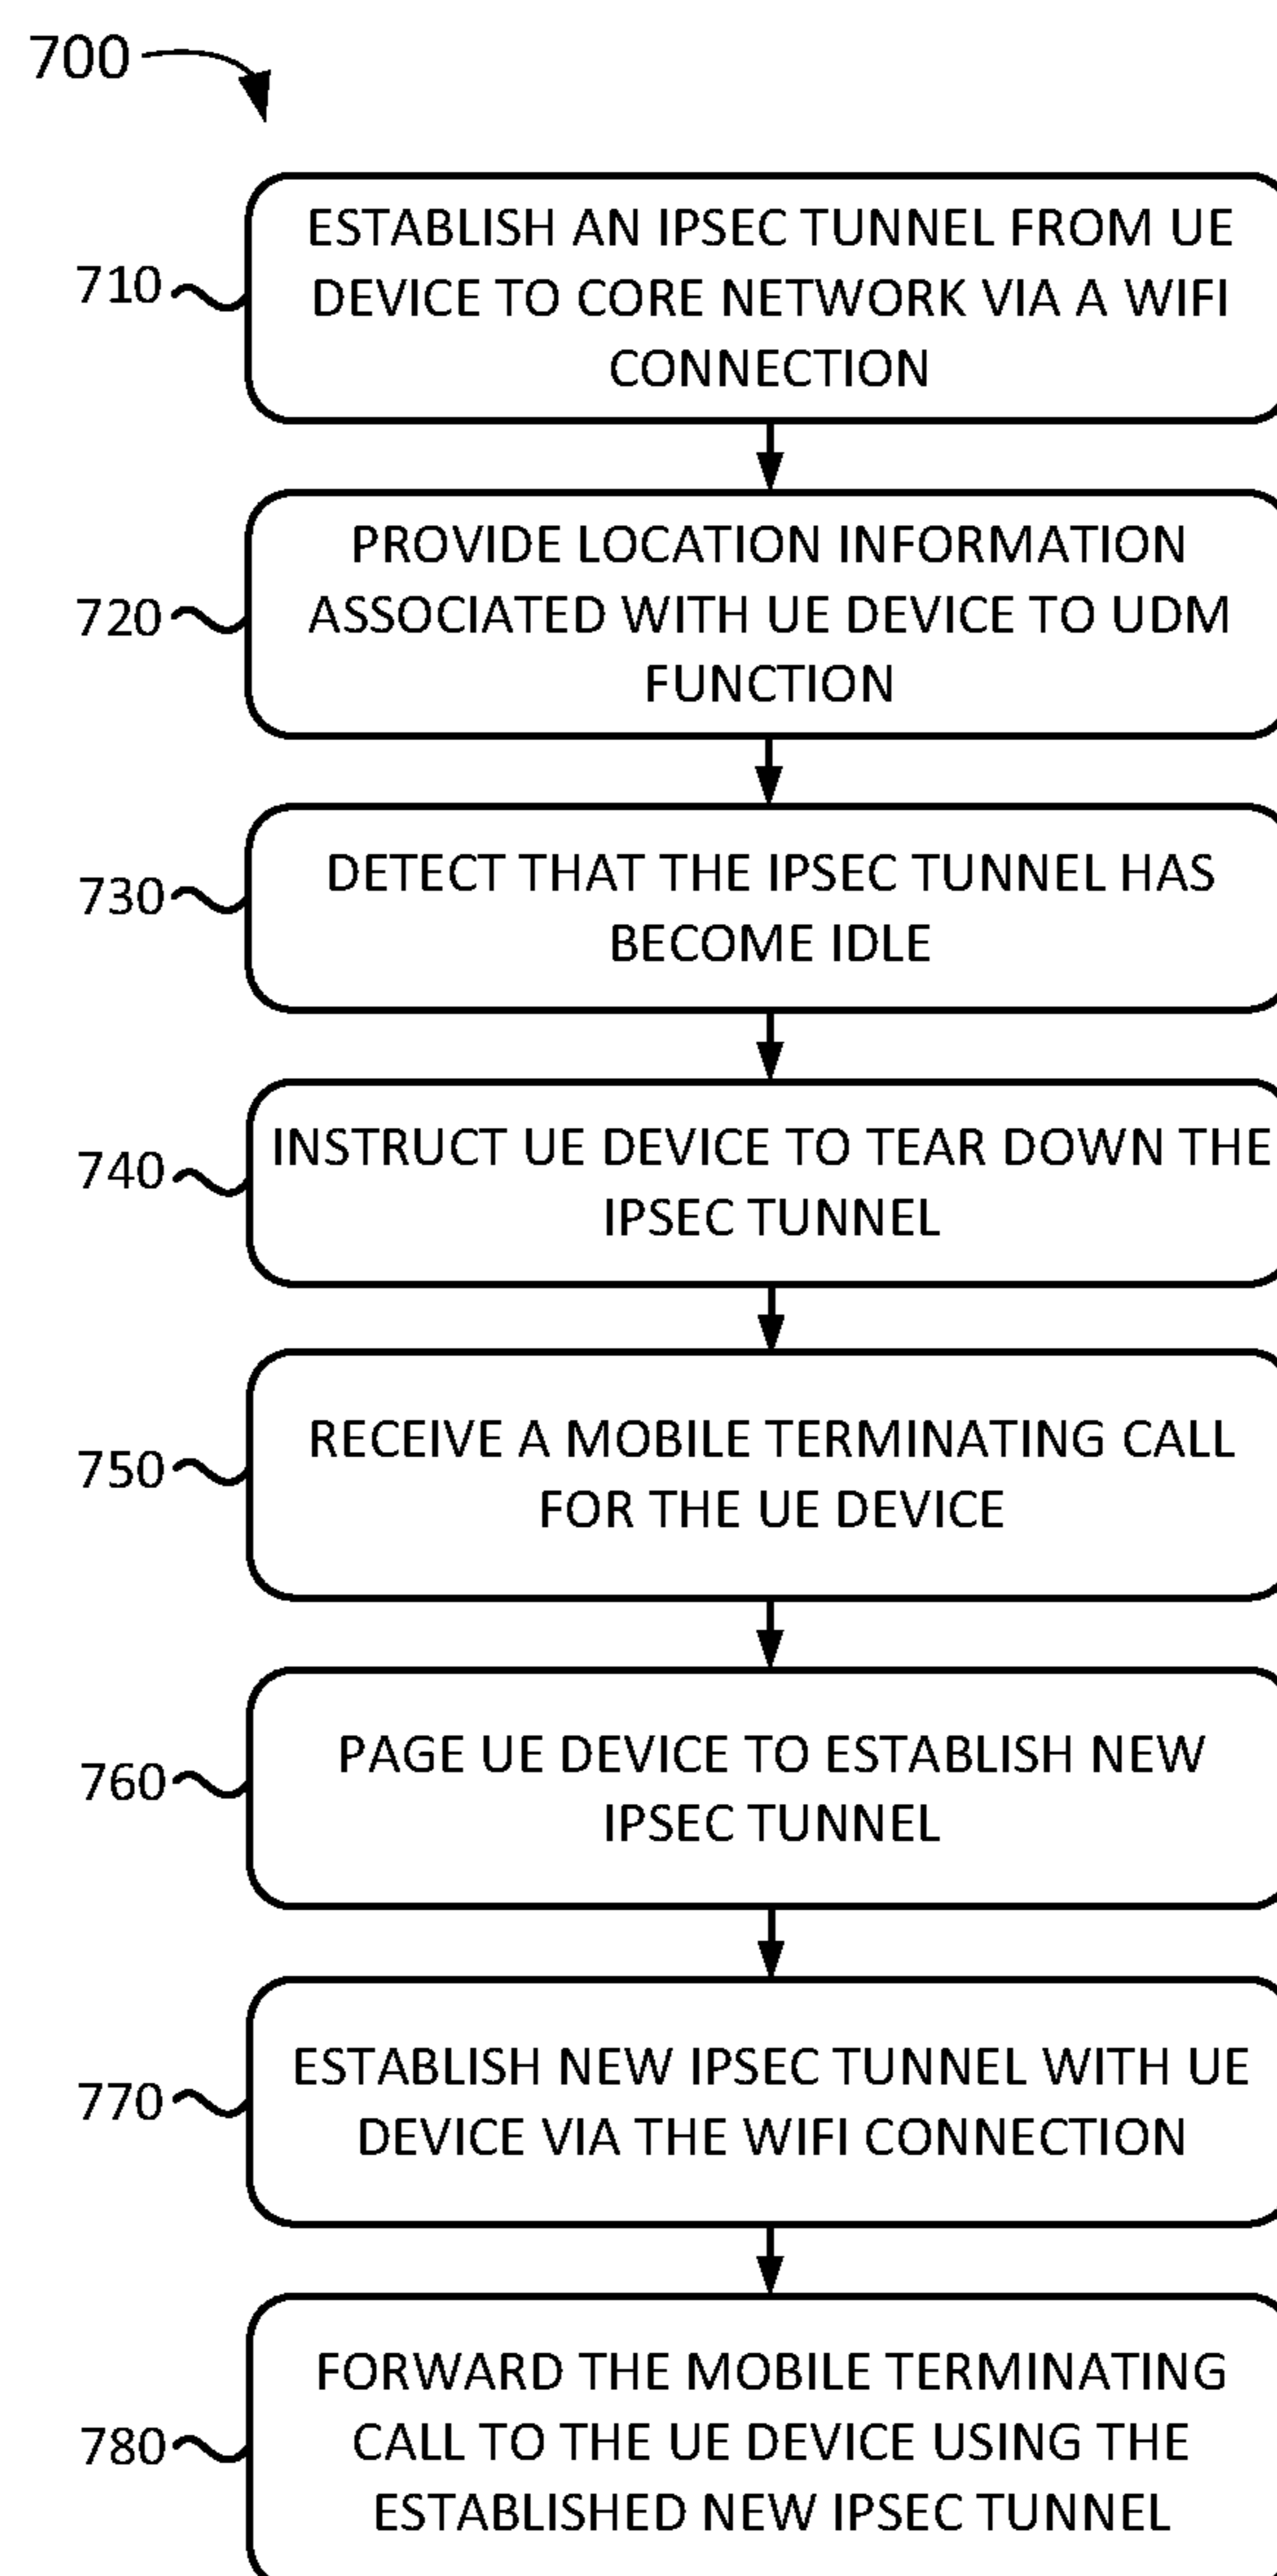 700
710
ESTABLISH AN IPSEC TUNNEL FROM UE
DEVICE TO CORE NETWORK VIA A WIFI
CONNECTION
720
PROVIDE LOCATION INFORMATION
ASSOCIATED WITH UE DEVICE TO UDM
FUNCTION
730
DETECT THAT THE IPSEC TUNNEL HAS
BECOME IDLE
740
INSTRUCT UE DEVICE TO TEAR DOWN THE
IPSEC TUNNEL
750
RECEIVE A MOBILE TERMINATING CALL
FOR THE UE DEVICE
760
PAGE UE DEVICE TO ESTABLISH NEW
IPSEC TUNNEL
770
ESTABLISH NEW IPSEC TUNNEL WITH UE
DEVICE VIA THE WIFI CONNECTION
780
FORWARD THE MOBILE TERMINATING
CALL TO THE UE DEVICE USING THE
ESTABLISHED NEW IPSEC TUNNEL